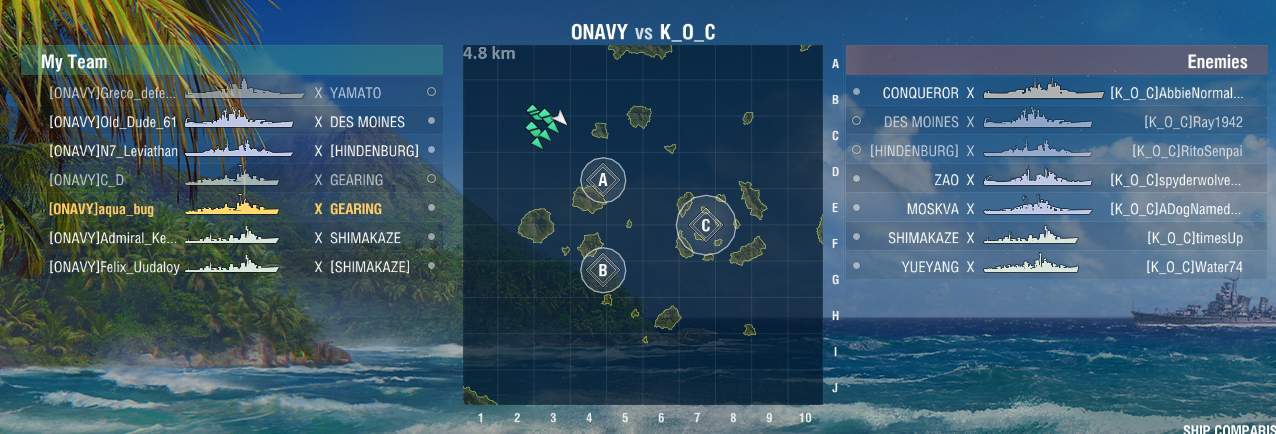 ONAVY vs K_O_C
My Team
[ONAVY]Greco_defe... X YAMATO
[ONAVY]Old_Dude_61 X DES MOINES
[ONAVY]N7_Leviathan X [HINDENBURG]
[ONAVY]C_D X GEARING
[ONAVY]aqua_bug X GEARING
[ONAVY]Admiral_Ke... X SHIMAKAZE
[ONAVY]Felix_Uudaloy X [SHIMAKAZE]
4.8 km
A
B
C
A
B
C
D
E
F
G
H
I
J
1 2 3 4 5 6 7 8 9 10
Enemies
CONQUEROR X [K_O_C]AbbieNormal...
DES MOINES X [K_O_C]Ray1942
[HINDENBURG] X [K_O_C]RitoSenpai
ZAO X [K_O_C]spyderwolve...
MOSKVA X [K_O_C]ADogNamed...
SHIMAKAZE X [K_O_C]timesUp
YUEYANG X [K_O_C]Water74
SHIP COMPARIS